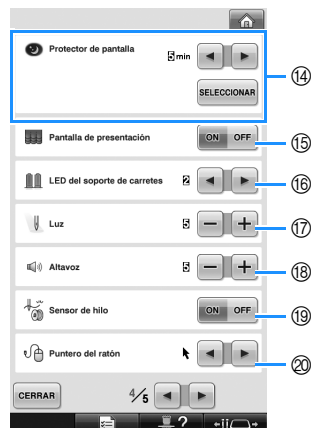 Protector de pantalla
5 min
SELECCIONAR
⑭
Pantalla de presentación
ON OFF
⑮
LED del soporte de carretes
2
⑯
Luz
5
⑰
Altavoz
5
⑱
Sensor de hilo
ON OFF
⑲
Puntero del ratón
⑳
CERRAR
4/5
?